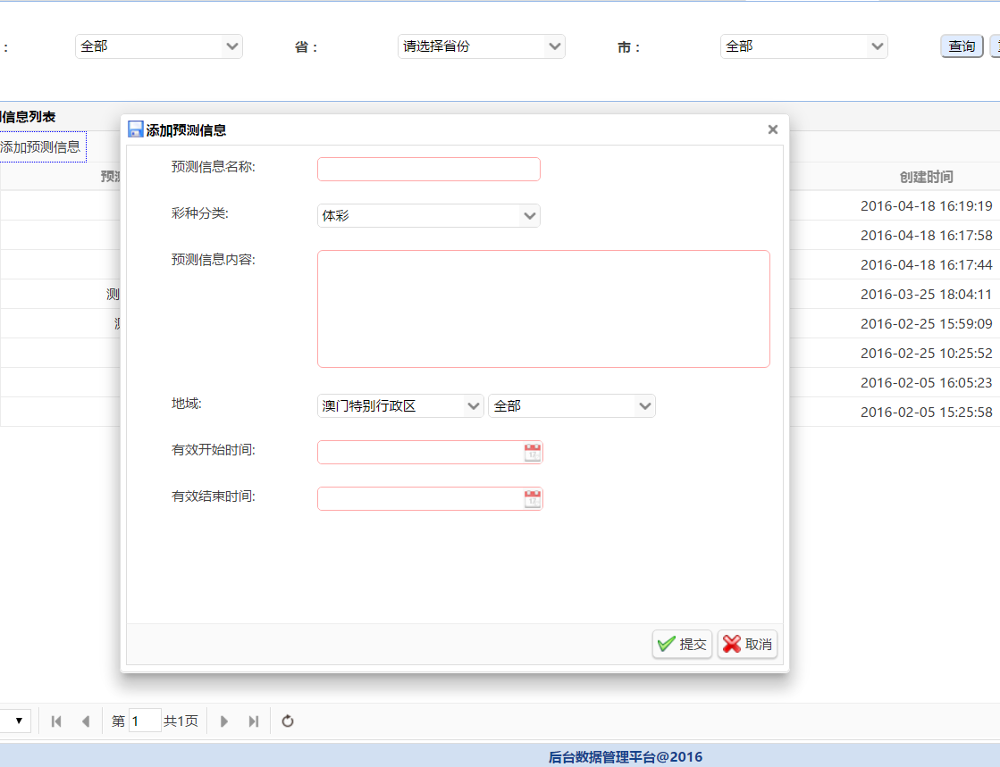 ：
全部
省：
请选择省份
市：
全部
查询
信息列表
添加预测信息
创建时间
2016-04-18 16:19:19
2016-04-18 16:17:58
2016-04-18 16:17:44
测
2016-03-25 18:04:11
2016-02-25 15:59:09
2016-02-25 10:25:52
2016-02-05 16:05:23
2016-02-05 15:25:58
添加预测信息
预测信息名称:
彩种分类:
体彩
预测信息内容:
地域:
澳门特别行政区
全部
有效开始时间:
有效结束时间:
提交
取消
第 1 共1页
后台数据管理平台@2016